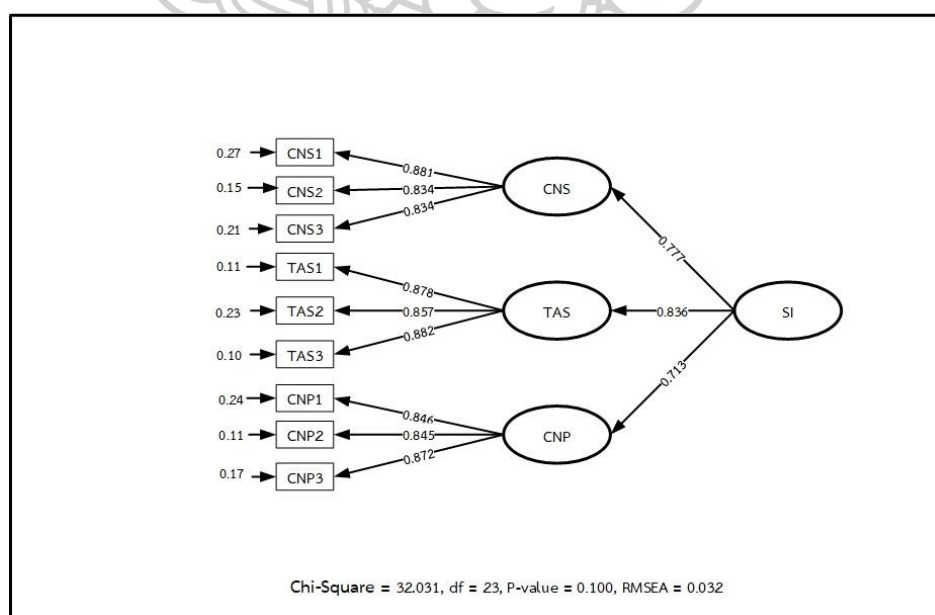 0.27 CNS1 0.881
0.15 CNS2 0.834 CNS
0.21 CNS3 0.834
0.777
0.11 TAS1 0.878
0.23 TAS2 0.857 TAS 0.836 SI
0.10 TAS3 0.882
0.713
0.24 CNP1 0.846
0.11 CNP2 0.845 CNP
0.17 CNP3 0.872
Chi-Square = 32.031, df = 23, P-value = 0.100, RMSEA = 0.032